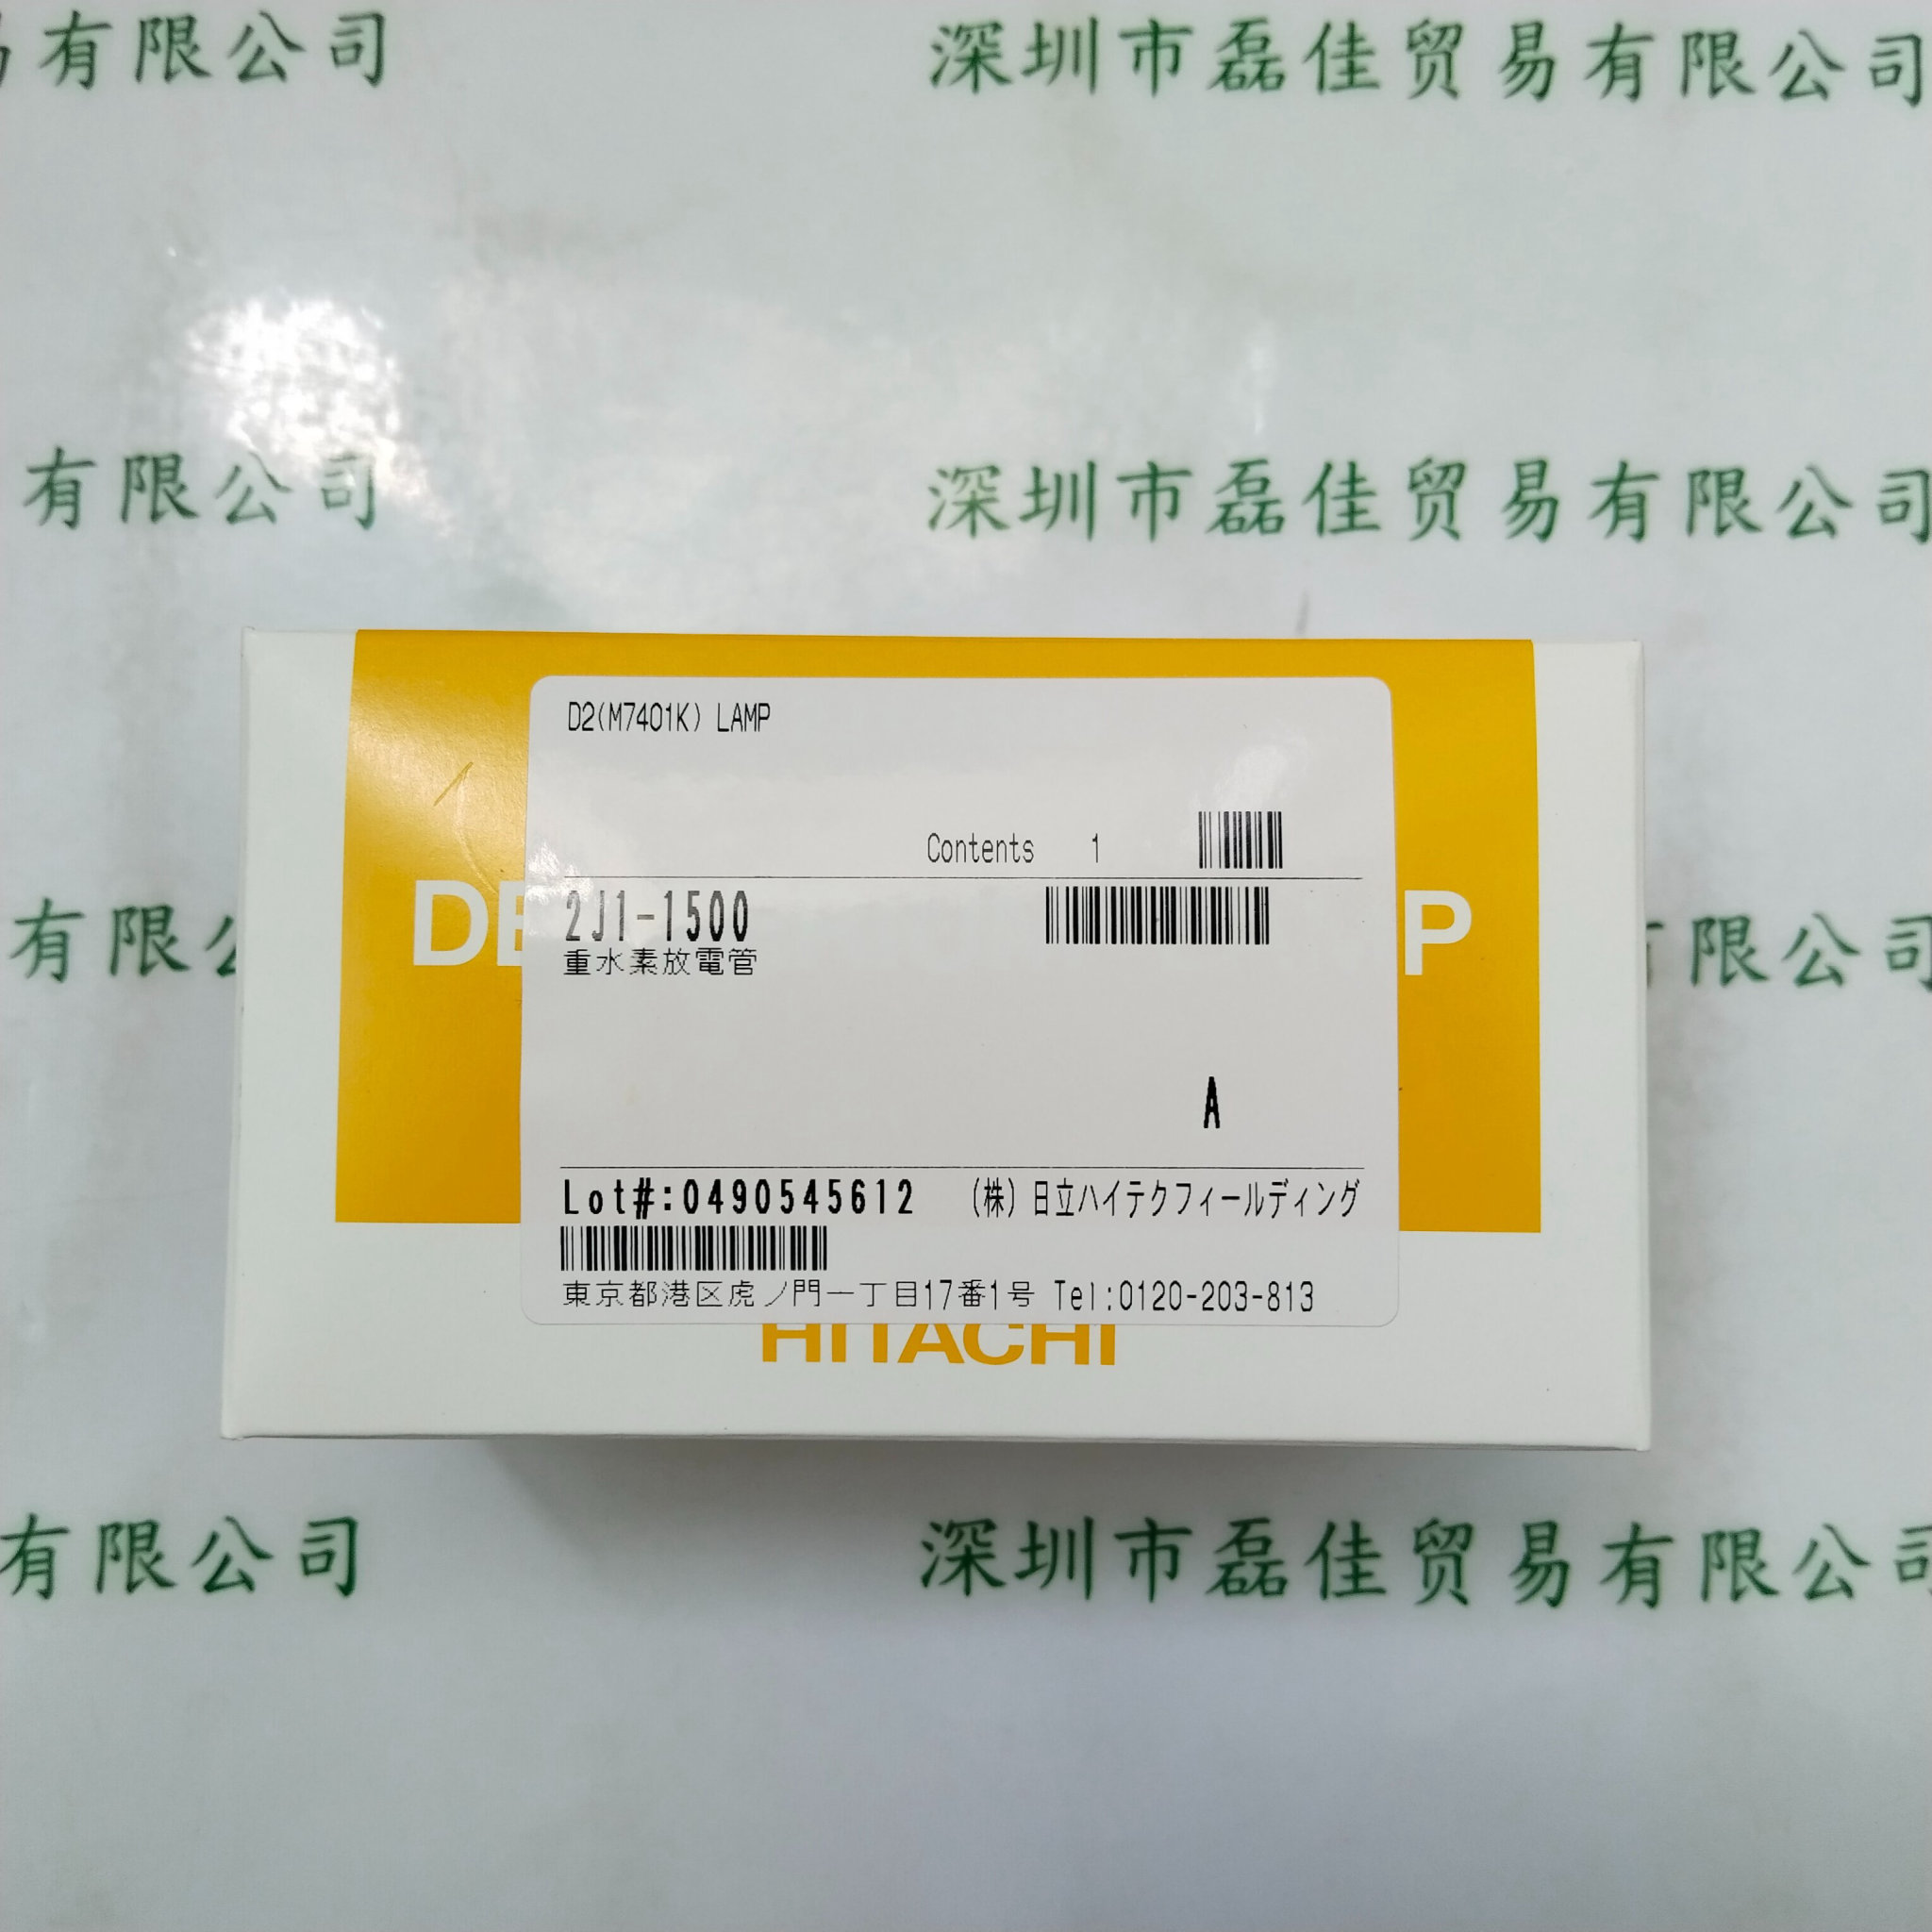 易有限公司
深圳市磊佳贸易有限公司
有限公司
深圳市磊佳贸易有限公司
D2(M7401K) LAMP
Contents 1
2J1-1500
重水素放電管
A
Lot#:0490545612 (株)日立ハイテクフィールディング
東京都港区虎ノ門一丁目17番1号 Tel:0120-203-813
HITACHI
有限
限公司
有限公司
深圳市磊佳贸易有限公司